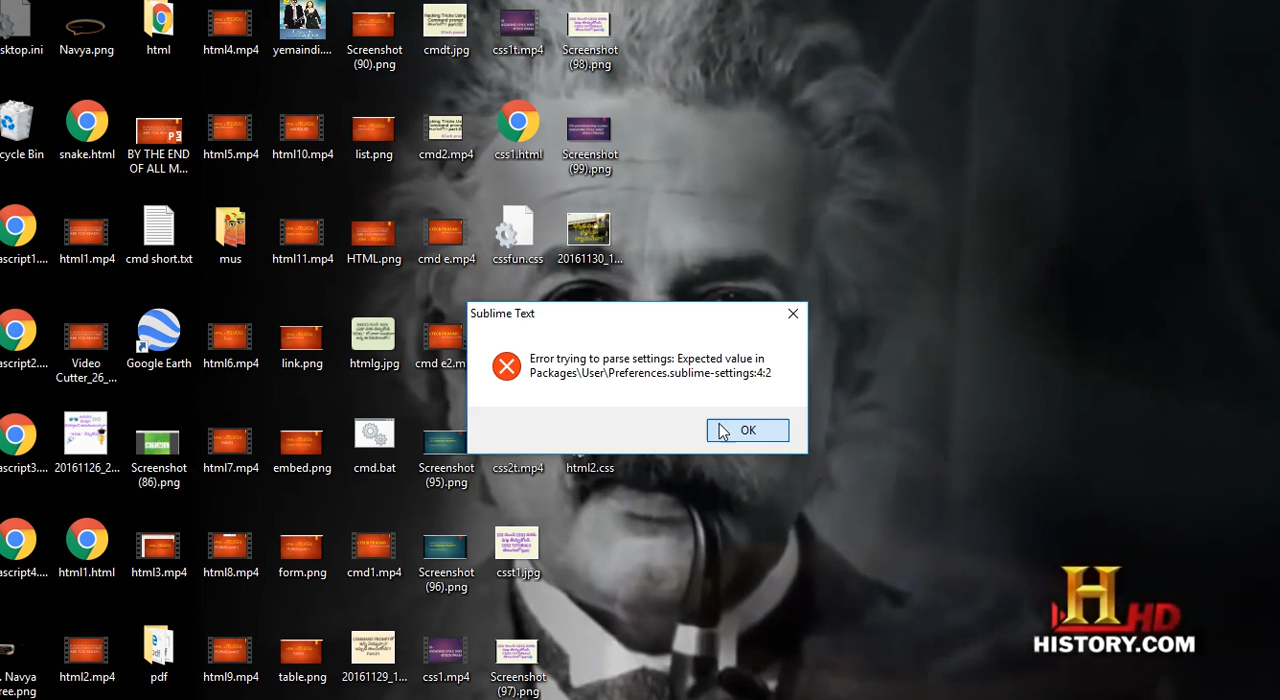 sktop.ini
Navya.png
html
html4.mp4
yemaindi....
Screenshot
(90).png
cmdt.jpg
css1t.mp4
Screenshot
(98).png
cycle Bin
snake.html
BY THE END
OF ALL M...
html5.mp4
html10.mp4
list.png
cmd2.mp4
css1.html
Screenshot
(99).png
ascript1....
html1.mp4
cmd short.txt
mus
html11.mp4
HTML.png
cmd e.mp4
cssfun.css
20161130_1...
Sublime Text
Error trying to parse settings: Expected value in
Packages\User\Preferences.sublime-settings:4:2
OK
ascript2....
Video
Cutter_26_...
Google Earth
html6.mp4
link.png
htmlg.jpg
cmd e2.m
ascript3....
20161126_2...
Screenshot
(86).png
html7.mp4
embed.png
cmd.bat
Screenshot
(95).png
css2t.mp4
html2.css
ascript4....
html1.html
html3.mp4
html8.mp4
form.png
cmd1.mp4
Screenshot
(96).png
csst1.jpg
. Navya
ree.png
html2.mp4
pdf
html9.mp4
table.png
20161129_1...
css1.mp4
Screenshot
(97).png
H HD
HISTORY.COM